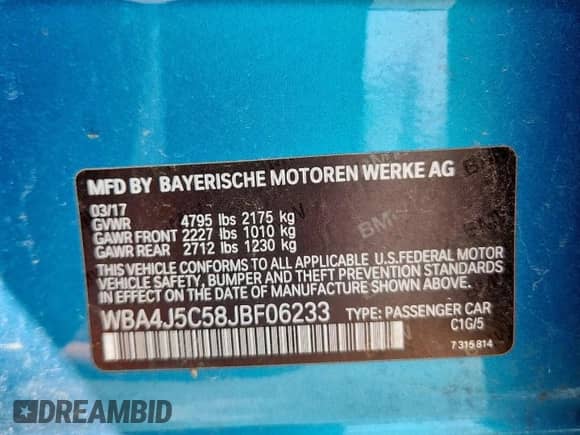 MFD BY BAYERISCHE MOTOREN WERKE AG
03/17
GVWR 4795 lbs 2175 kg
GAWR FRONT 2227 lbs 1010 kg
GAWR REAR 2712 lbs 1230 kg
THIS VEHICLE CONFORMS TO ALL APPLICABLE U.S.FEDERAL MOTOR
VEHICLE SAFETY, BUMPER AND THEFT PREVENTION STANDARDS
IN EFFECT ON THE DATE OF MANUFACTURE SHOWN ABOVE.
WBA4J5C58JBF06233 TYPE: PASSENGER CAR
C1G/5
7 315 814
DREAMBID